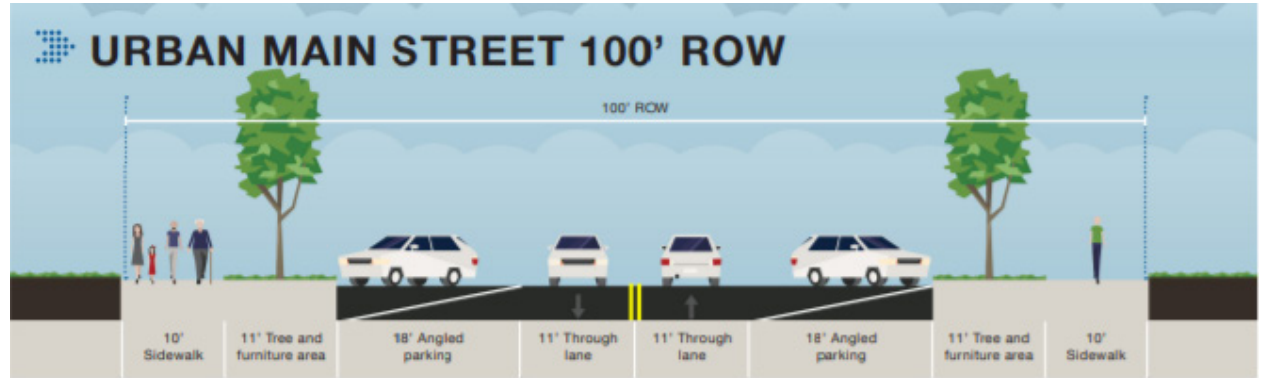 URBAN MAIN STREET 100' ROW
100' ROW
10'
Sidewalk
11' Tree and
furniture area
18' Angled
parking
11' Through
lane
11' Through
lane
18' Angled
parking
11' Tree and
furniture area
10'
Sidewalk